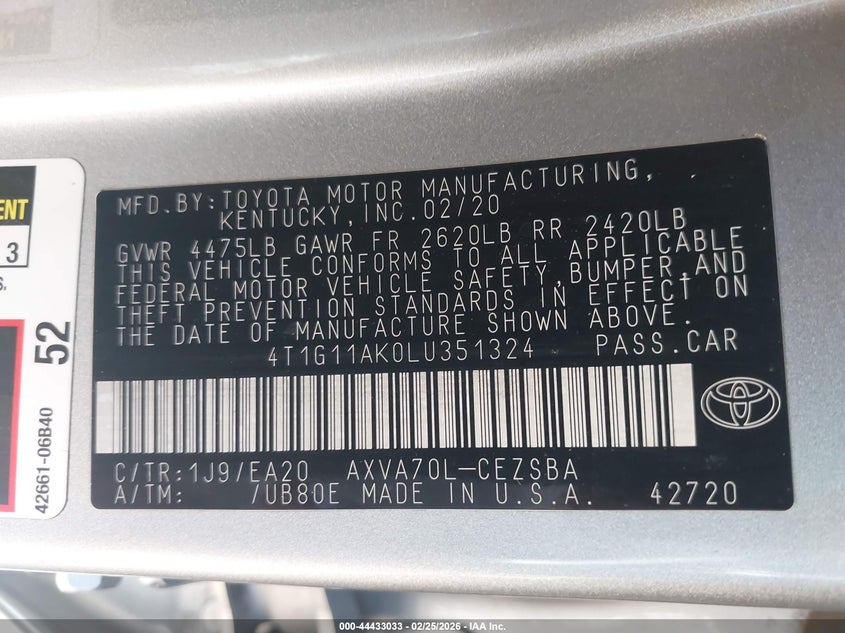 MFD.BY:TOYOTA MOTOR MANUFACTURING,
KENTUCKY,INC.02/20
GVWR 4475LB GAWR FR 2620LB RR 2420LB
THIS VEHICLE CONFORMS TO ALL APPLICABLE
FEDERAL MOTOR VEHICLE SAFETY,BUMPER,AND
THEFT PREVENTION STANDARDS IN EFFECT ON
THE DATE OF MANUFACTURE SHOWN ABOVE.
4T1G11AK0LU351324 PASS.CAR
C/TR:1J9/EA20 AXVA70L-CEZSBA
A/TM: /UB80E MADE IN U.S.A. 42720
3
52
42661-06B40
000-44433033 - 02/25/2026 - IAA Inc.